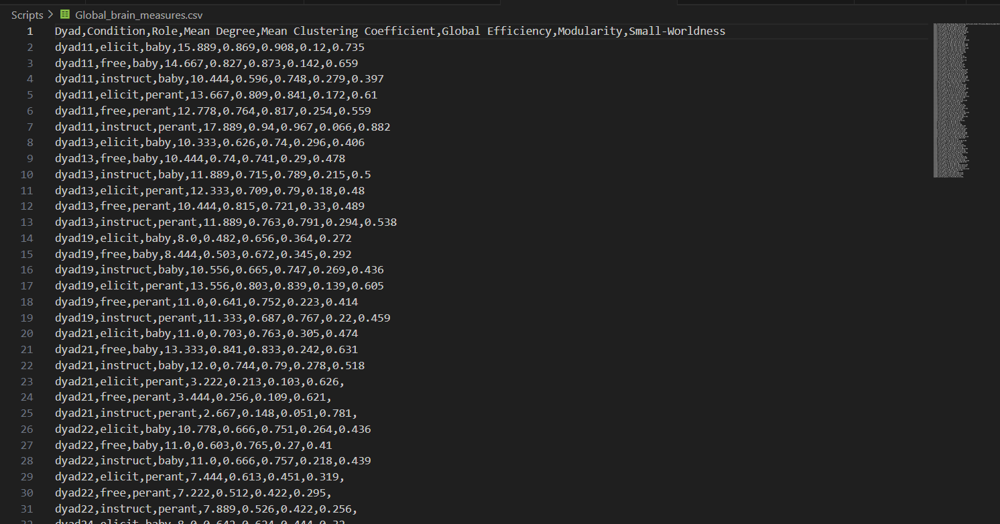 Scripts > Global_brain_measures.csv
1 Dyad,Condition,Role,Mean Degree,Mean Clustering Coefficient,Global Efficiency,Modularity,Small-Worldness
2 dyad11,elicit,baby,15.889,0.869,0.908,0.12,0.735
3 dyad11,free,baby,14.667,0.827,0.873,0.142,0.659
4 dyad11,instruct,baby,10.444,0.596,0.748,0.279,0.397
5 dyad11,elicit,perant,13.667,0.809,0.841,0.172,0.61
6 dyad11,free,perant,12.778,0.764,0.817,0.254,0.559
7 dyad11,instruct,perant,17.889,0.94,0.967,0.066,0.882
8 dyad13,elicit,baby,10.333,0.626,0.74,0.296,0.406
9 dyad13,free,baby,10.444,0.74,0.741,0.29,0.478
10 dyad13,instruct,baby,11.889,0.715,0.789,0.215,0.5
11 dyad13,elicit,perant,12.333,0.709,0.79,0.18,0.48
12 dyad13,free,perant,10.444,0.815,0.721,0.33,0.489
13 dyad13,instruct,perant,11.889,0.763,0.791,0.294,0.538
14 dyad19,elicit,baby,8.0,0.482,0.656,0.364,0.272
15 dyad19,free,baby,8.444,0.503,0.672,0.345,0.292
16 dyad19,instruct,baby,10.556,0.665,0.747,0.269,0.436
17 dyad19,elicit,perant,13.556,0.803,0.839,0.139,0.605
18 dyad19,free,perant,11.0,0.641,0.752,0.223,0.414
19 dyad19,instruct,perant,11.333,0.687,0.767,0.22,0.459
20 dyad21,elicit,baby,11.0,0.703,0.763,0.305,0.474
21 dyad21,free,baby,13.333,0.841,0.833,0.242,0.631
22 dyad21,instruct,baby,12.0,0.744,0.79,0.278,0.518
23 dyad21,elicit,perant,3.222,0.213,0.103,0.626,
24 dyad21,free,perant,3.444,0.256,0.109,0.621,
25 dyad21,instruct,perant,2.667,0.148,0.051,0.781,
26 dyad22,elicit,baby,10.778,0.666,0.751,0.264,0.436
27 dyad22,free,baby,11.0,0.603,0.765,0.27,0.41
28 dyad22,instruct,baby,11.0,0.666,0.757,0.218,0.439
29 dyad22,elicit,perant,7.444,0.613,0.451,0.319,
30 dyad22,free,perant,7.222,0.512,0.422,0.295,
31 dyad22,instruct,perant,7.889,0.526,0.422,0.256,